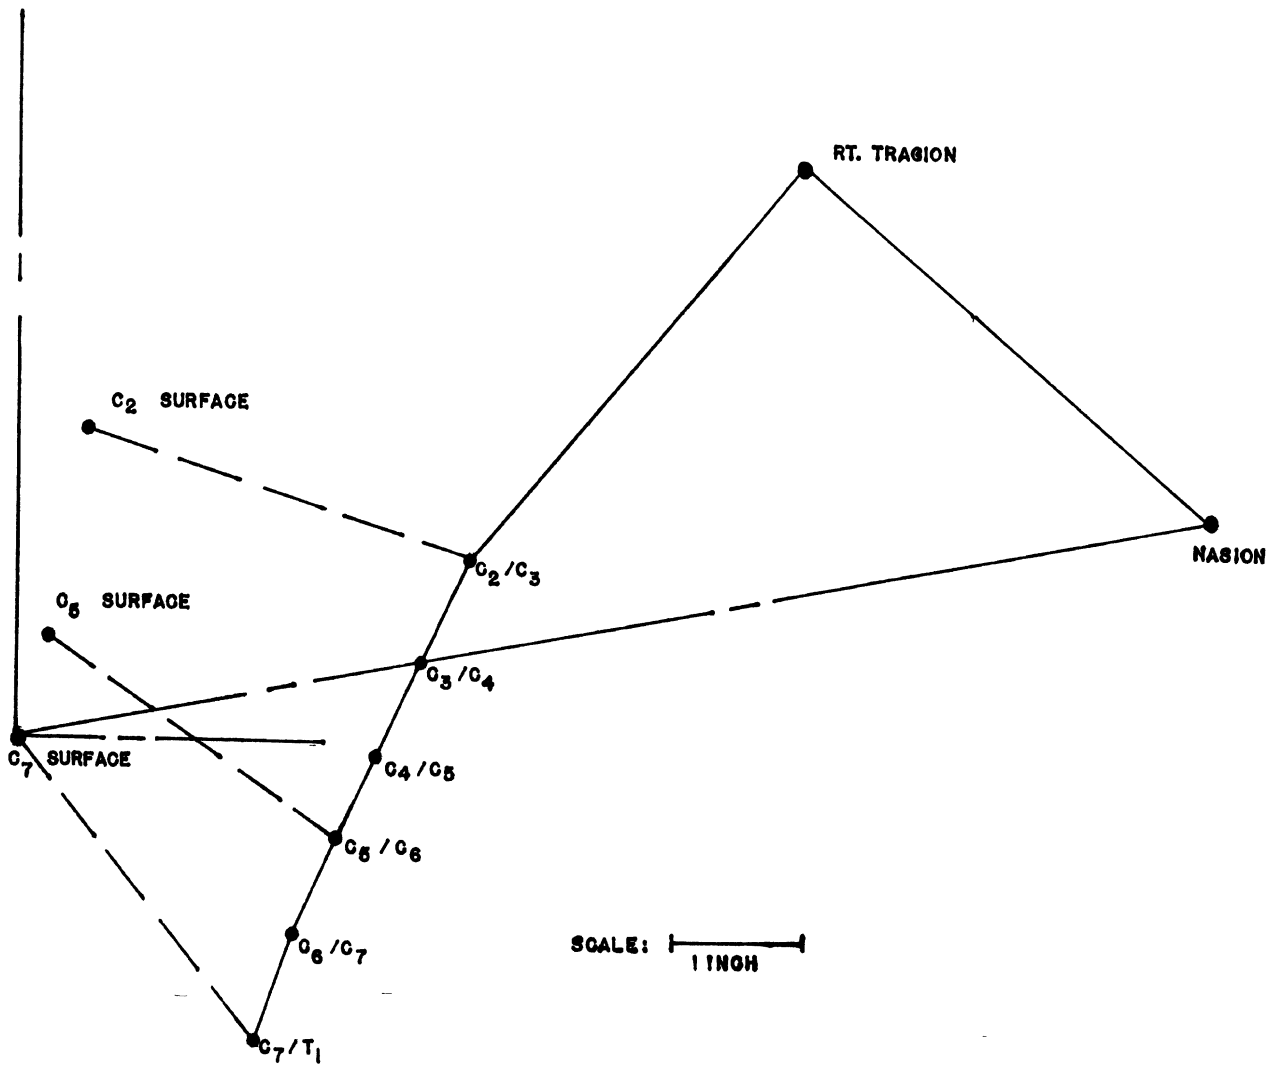 RT. TRAGION
C2 SURFACE
NASION
C2/C3
C5 SURFACE
C3/C4
C7 SURFACE
C4/C5
C5/C6
SCALE:
1 INCH
C6/C7
C7/T1